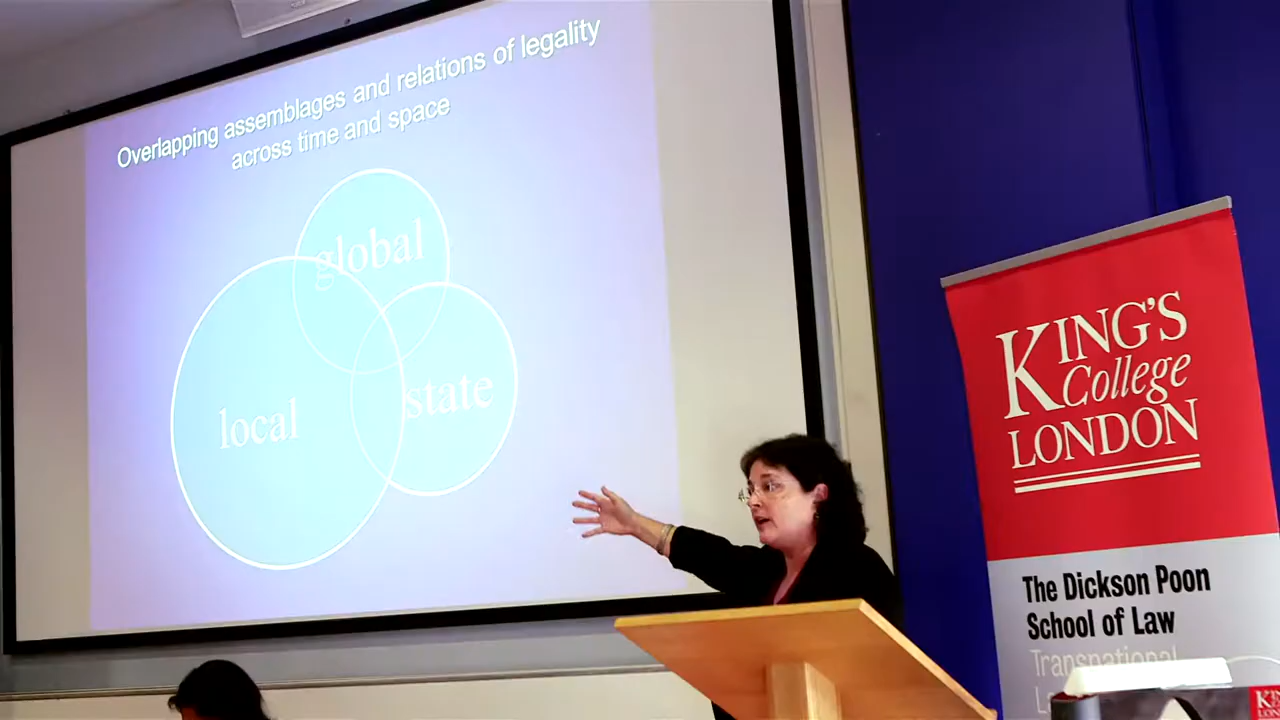 Overlapping assemblages and relations of legality
across time and space
global
local
state
KING'S
College
LONDON
The Dickson Poon
School of Law
Transnational